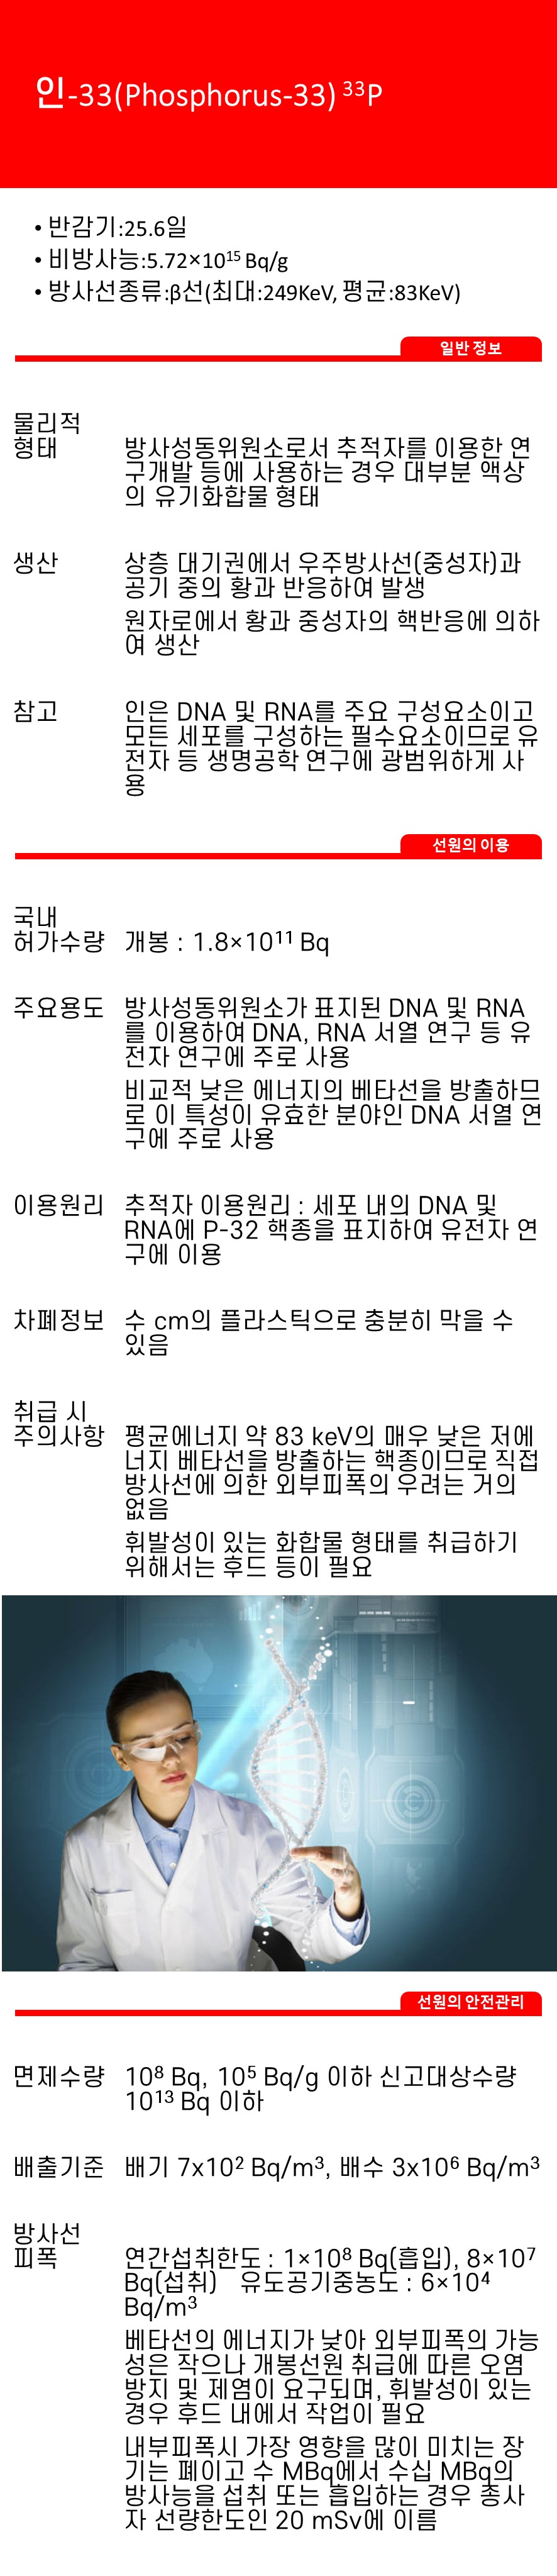 인-33(Phosphorus-33) ³³P
• 반감기:25.6일
• 비방사능:5.72×10¹⁵ Bq/g
• 방사선종류:β선(최대:249KeV, 평균:83KeV)
일반 정보
물리적
형태
방사성동위원소로서 추적자를 이용한 연
구개발 등에 사용하는 경우 대부분 액상
의 유기화합물 형태
생산
상층 대기권에서 우주방사선(중성자)과
공기 중의 황과 반응하여 발생
원자로에서 황과 중성자의 핵반응에 의하
여 생산
참고
인은 DNA 및 RNA를 주요 구성요소이고
모든 세포를 구성하는 필수요소이므로 유
전자 등 생명공학 연구에 광범위하게 사
용
선원의 이용
국내
허가수량 개봉 : 1.8×10¹¹ Bq
주요용도 방사성동위원소가 표지된 DNA 및 RNA
를 이용하여 DNA, RNA 서열 연구 등 유
전자 연구에 주로 사용
비교적 낮은 에너지의 베타선을 방출하므
로 이 특성이 유효한 분야인 DNA 서열 연
구에 주로 사용
이용원리 추적자 이용원리 : 세포 내의 DNA 및
RNA에 P-32 핵종을 표지하여 유전자 연
구에 이용
차폐정보 수 cm의 플라스틱으로 충분히 막을 수
있음
취급 시
주의사항 평균에너지 약 83 keV의 매우 낮은 저에
너지 베타선을 방출하는 핵종이므로 직접
방사선에 의한 외부피폭의 우려는 거의
없음
휘발성이 있는 화합물 형태를 취급하기
위해서는 후드 등이 필요
선원의 안전관리
면제수량 10⁸ Bq, 10⁵ Bq/g 이하 신고대상수량
10¹³ Bq 이하
배출기준 배기 7x10² Bq/m³, 배수 3x10⁶ Bq/m³
방사선
피폭
연간섭취한도 : 1×10⁸ Bq(흡입), 8×10⁷
Bq(섭취) 유도공기중농도 : 6×10⁴
Bq/m³
베타선의 에너지가 낮아 외부피폭의 가능
성은 작으나 개봉선원 취급에 따른 오염
방지 및 제염이 요구되며, 휘발성이 있는
경우 후드 내에서 작업이 필요
내부피폭시 가장 영향을 많이 미치는 장
기는 폐이고 수 MBq에서 수십 MBq의
방사능을 섭취 또는 흡입하는 경우 종사
자 선량한도인 20 mSv에 이름